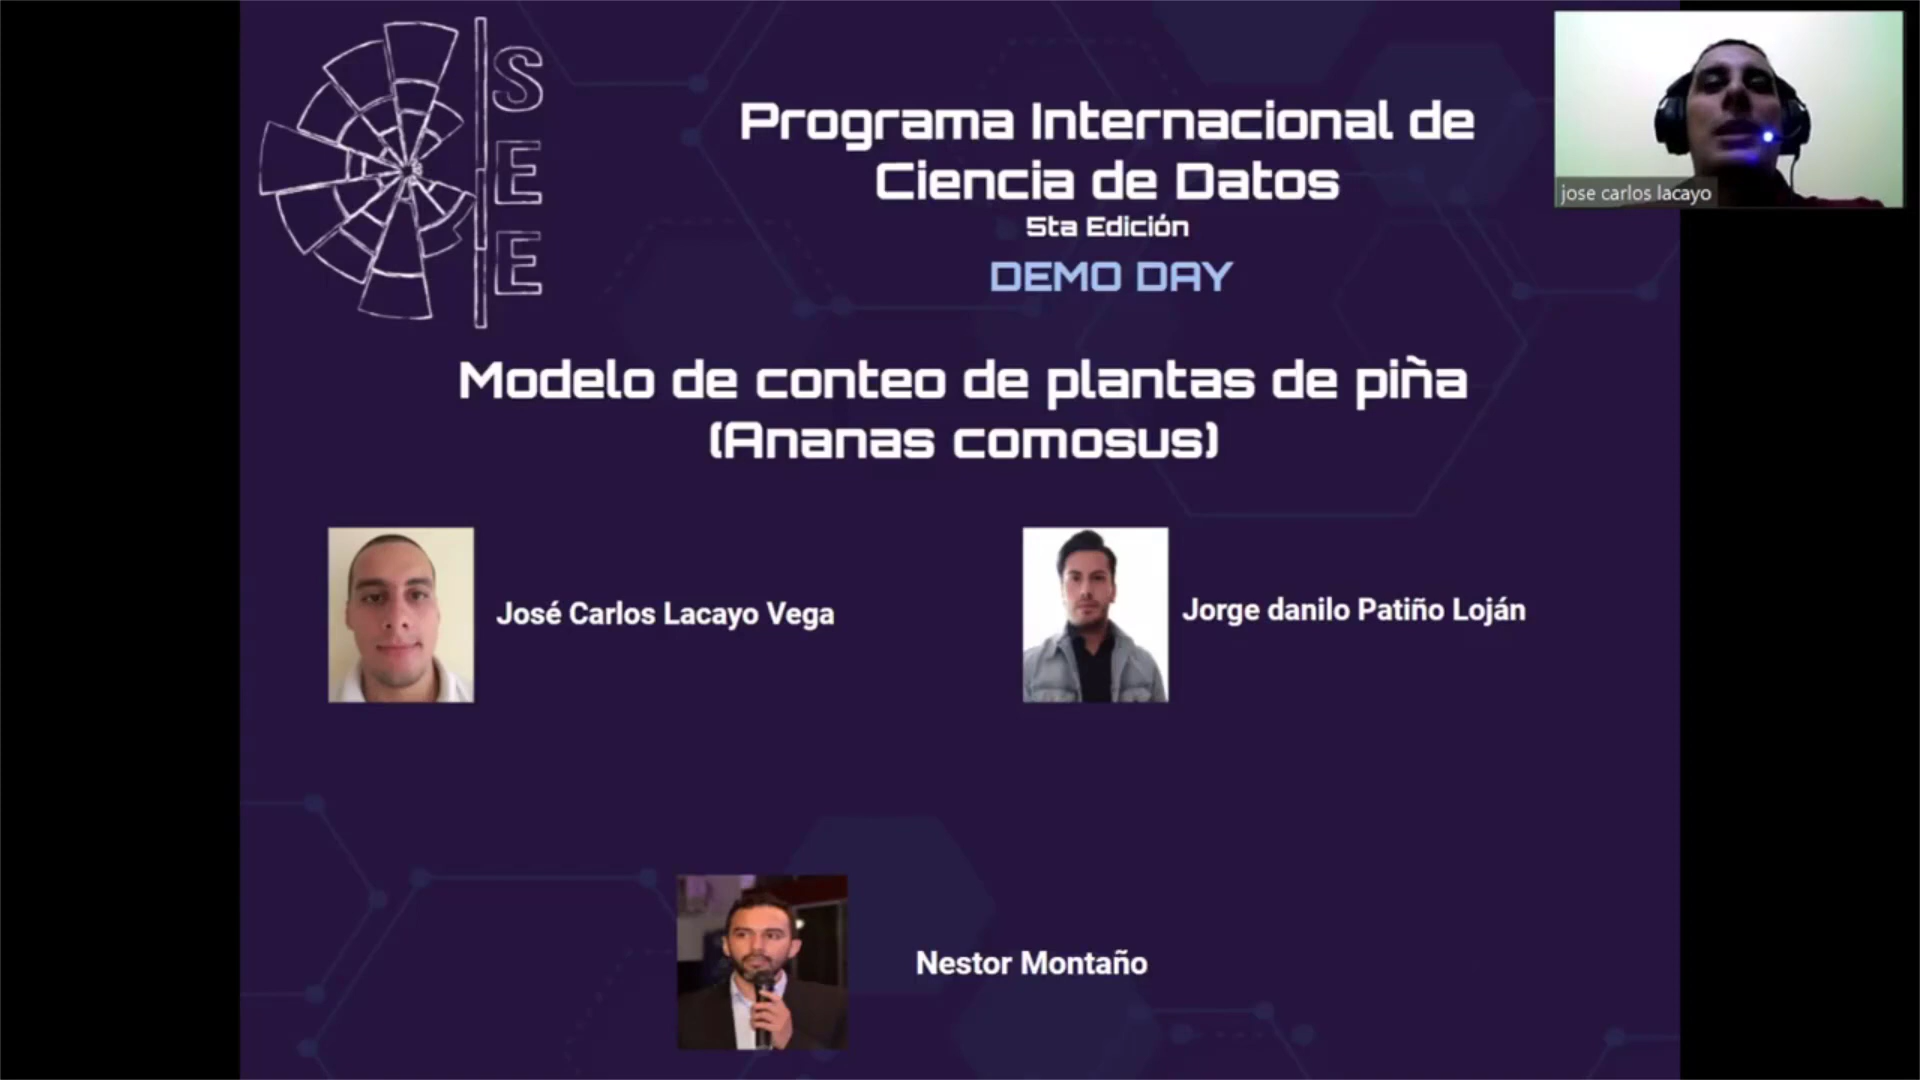 SEE
Programa Internacional de
Ciencia de Datos
5ta Edición
DEMO DAY
jose carlos lacayo
Modelo de conteo de plantas de piña
(Ananas comosus)
José Carlos Lacayo Vega
Jorge danilo Patiño Loján
Nestor Montaño